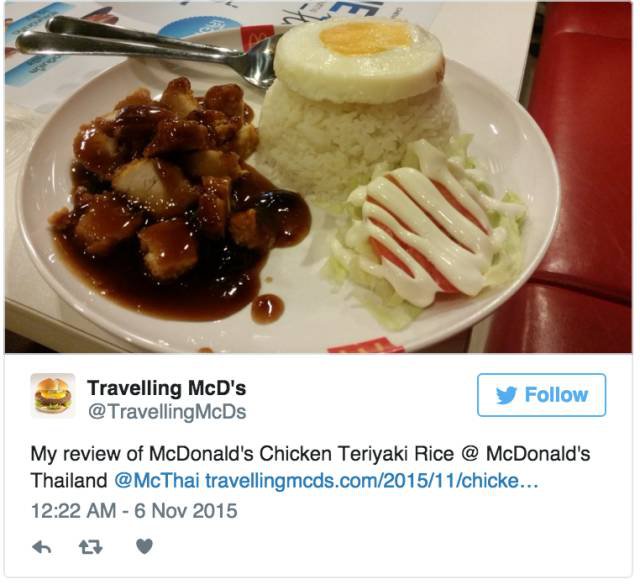 Travelling McD's
@TravellingMcDs
Follow
My review of McDonald's Chicken Teriyaki Rice @ McDonald's
Thailand @McThai travellingmcds.com/2015/11/chicke…
12:22 AM - 6 Nov 2015